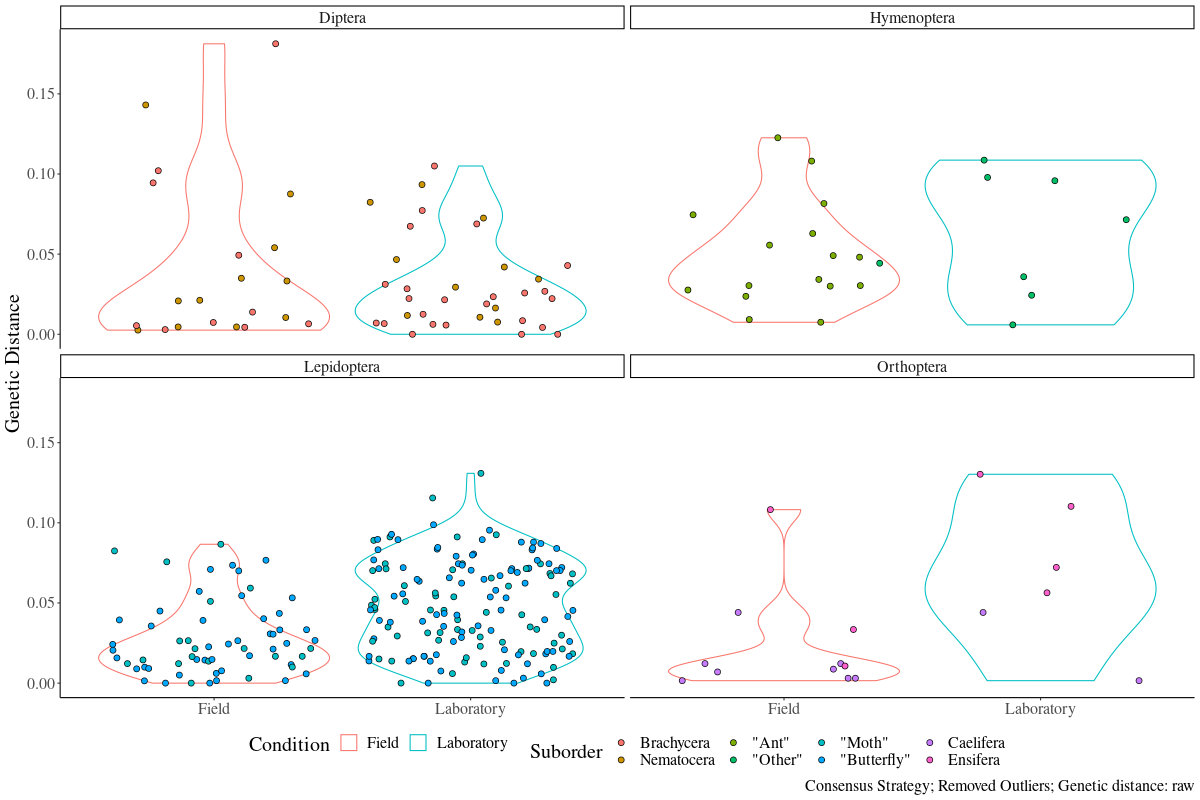 Diptera
Hymenoptera
0.15
0.10
0.05
0.00
Genetic Distance
Lepidoptera
Orthoptera
0.15
0.10
0.05
0.00
Field
Laboratory
Field
Laboratory
Condition
Field
Laboratory
Suborder
Brachycera
Nematocera
"Ant"
"Other"
"Moth"
"Butterfly"
Caelifera
Ensifera
Consensus Strategy; Removed Outliers; Genetic distance: raw